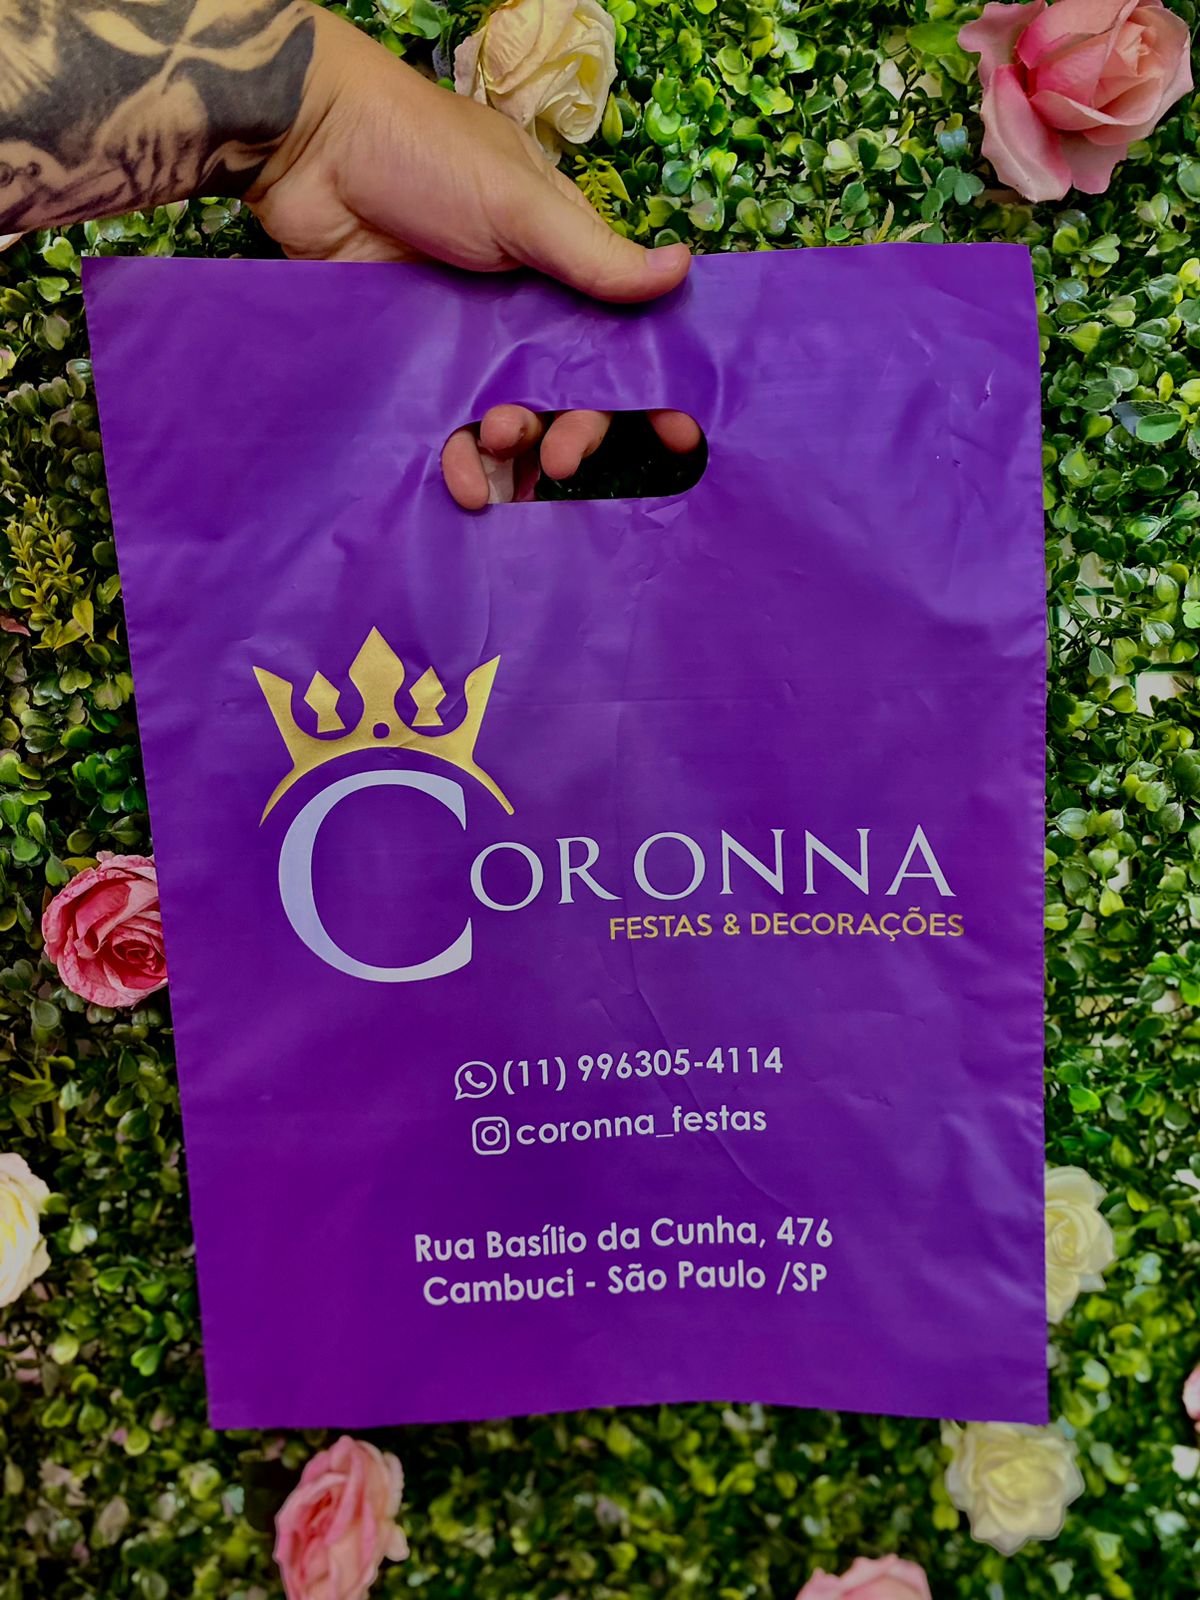 CORONNA
FESTAS & DECORAÇÕES
(11) 996305-4114
coronna_festas
Rua Basílio da Cunha, 476
Cambuci - São Paulo /SP